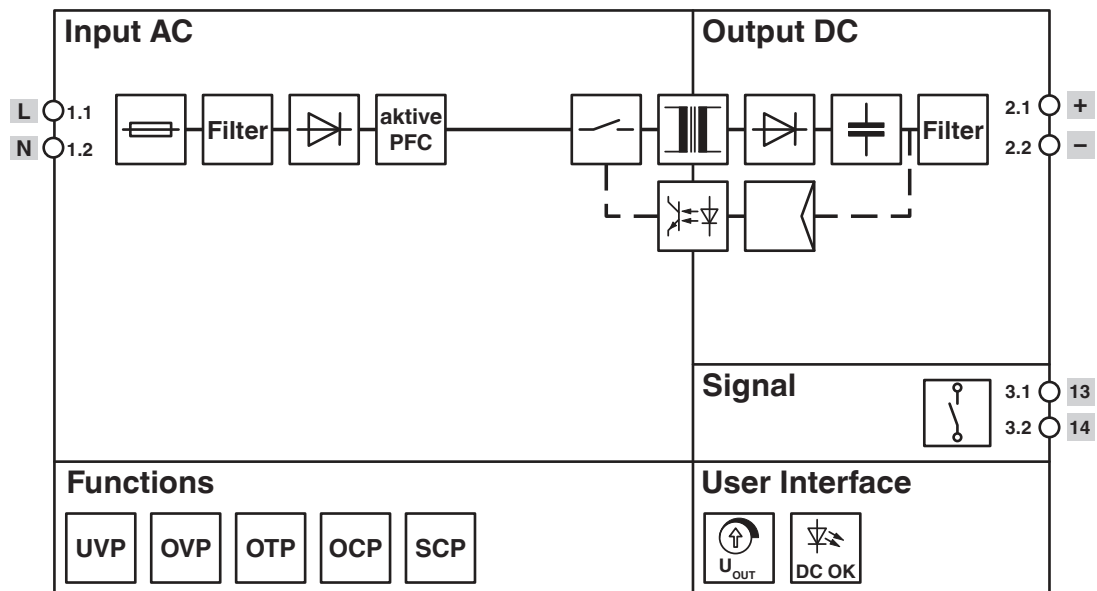 Input AC
Output DC
L 1.1
N 1.2
Filter
aktive
PFC
Filter
2.1 +
2.2 −
Signal
3.1 13
3.2 14
Functions
UVP OVP OTP OCP SCP
User Interface
UOUT
DC OK